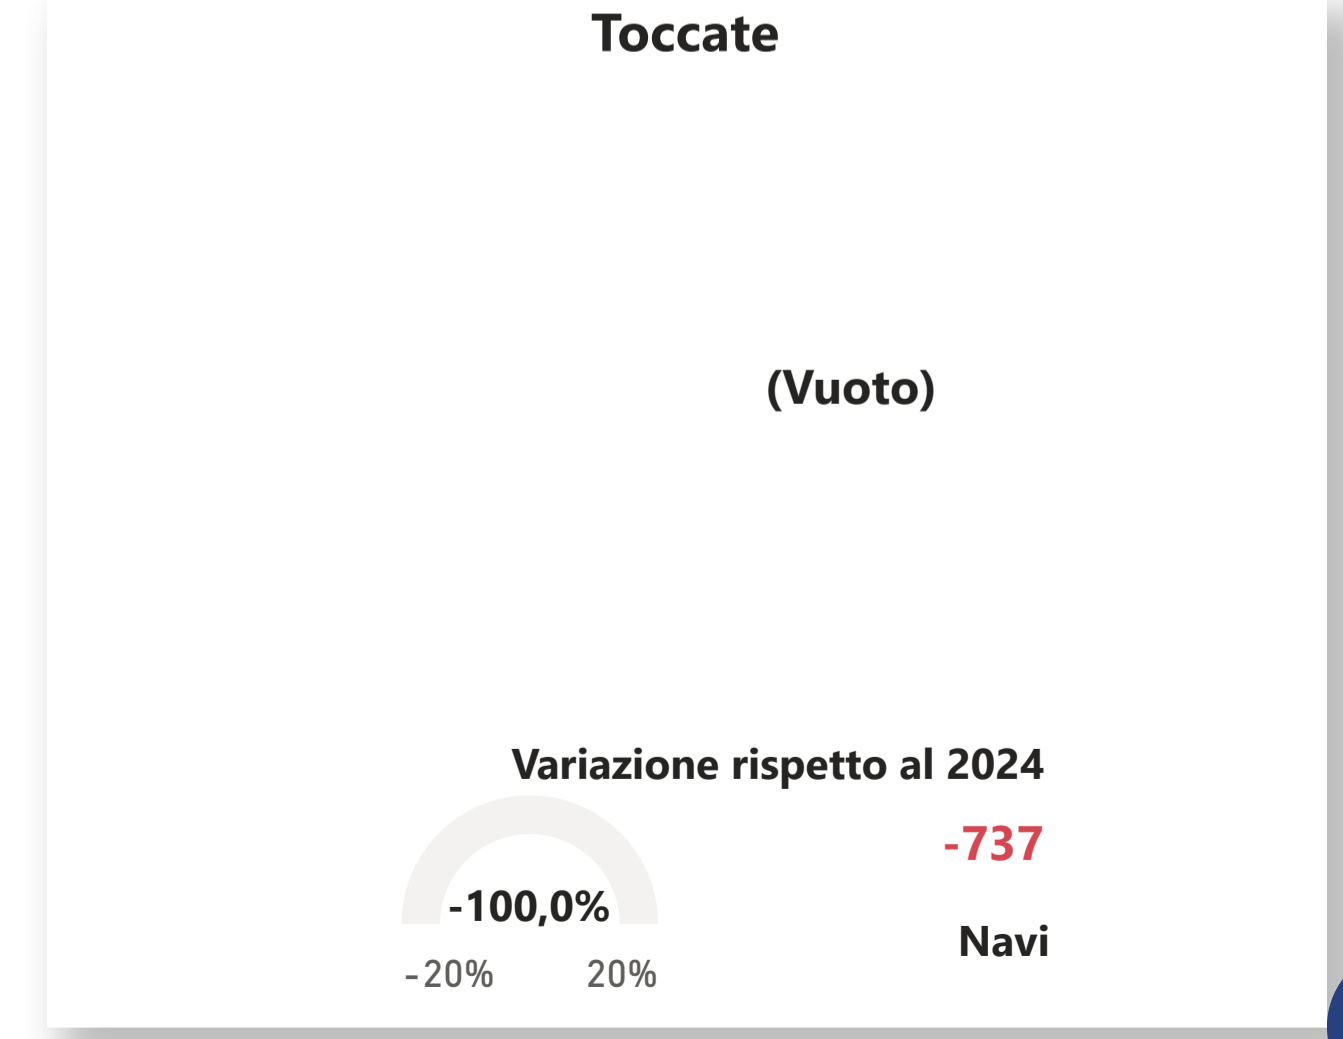 Toccate
(Vuoto)
Variazione rispetto al 2024
-737
-100,0%
Navi
-20%
20%